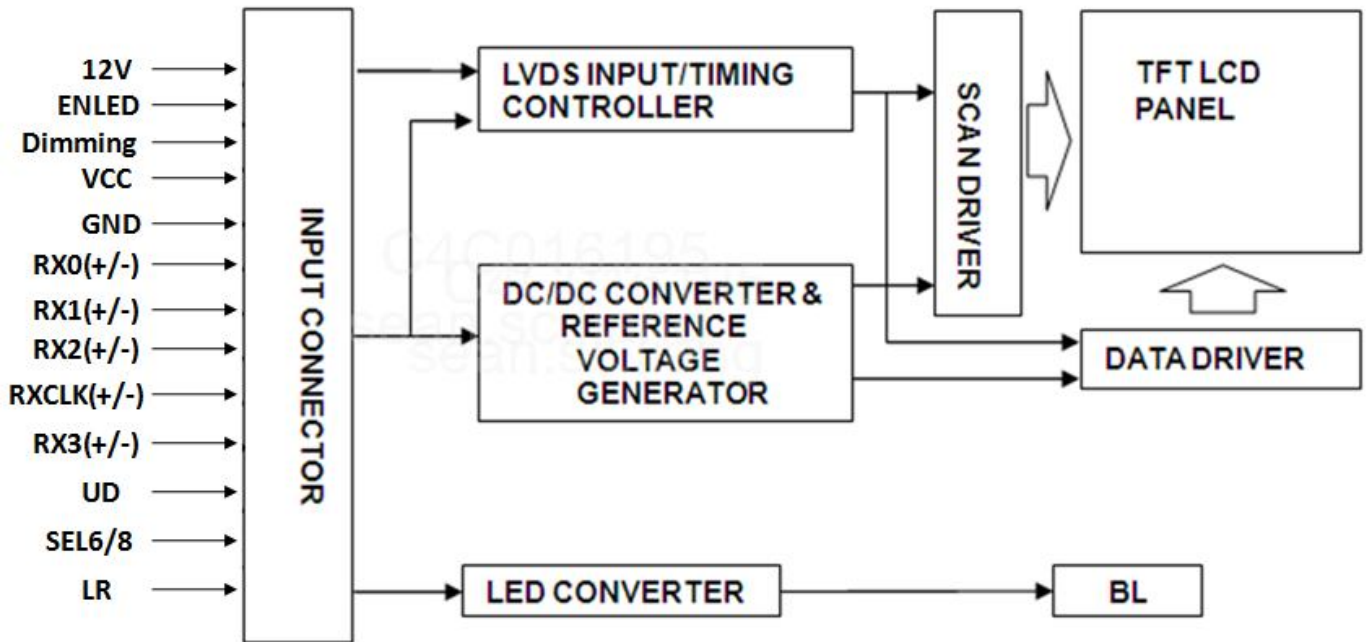 12V
ENLED
Dimming
VCC
GND
RX0(+/-)
RX1(+/-)
RX2(+/-)
RXCLK(+/-)
RX3(+/-)
UD
SEL6/8
LR
INPUT CONNECTOR
LVDS INPUT/TIMING
CONTROLLER
C4C016195
DC/DC CONVERTER &
REFERENCE
VOLTAGE
GENERATOR
LED CONVERTER
SCAN DRIVER
TFT LCD
PANEL
DATA DRIVER
BL